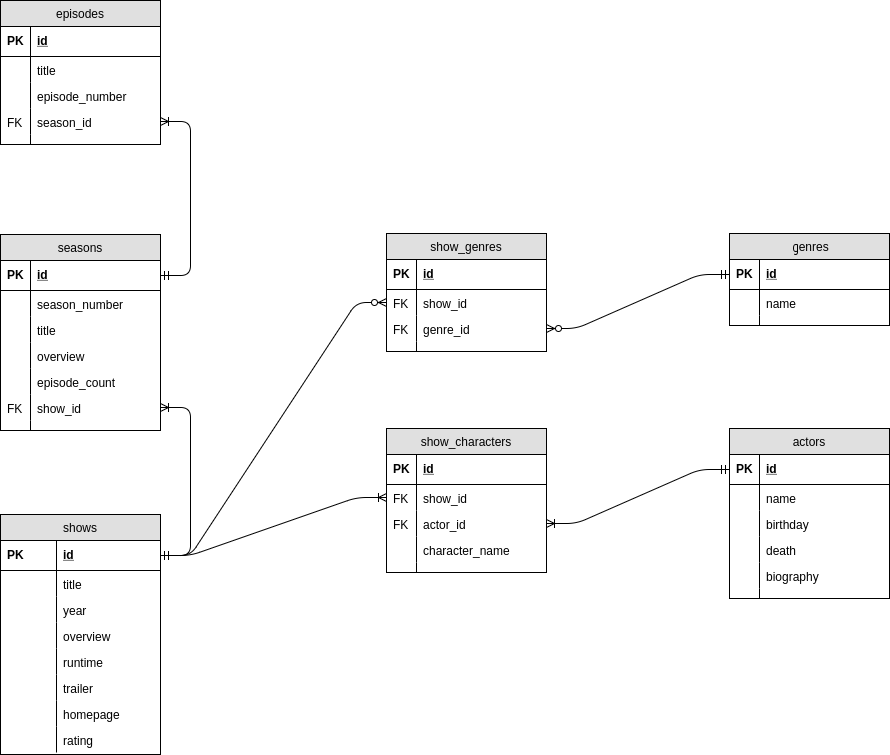 episodes
PK id
title
episode_number
FK season_id
seasons
PK id
season_number
title
overview
episode_count
FK show_id
shows
PK id
title
year
overview
runtime
trailer
homepage
rating
show_genres
PK id
FK show_id
FK genre_id
genres
PK id
name
show_characters
PK id
FK show_id
FK actor_id
character_name
actors
PK id
name
birthday
death
biography